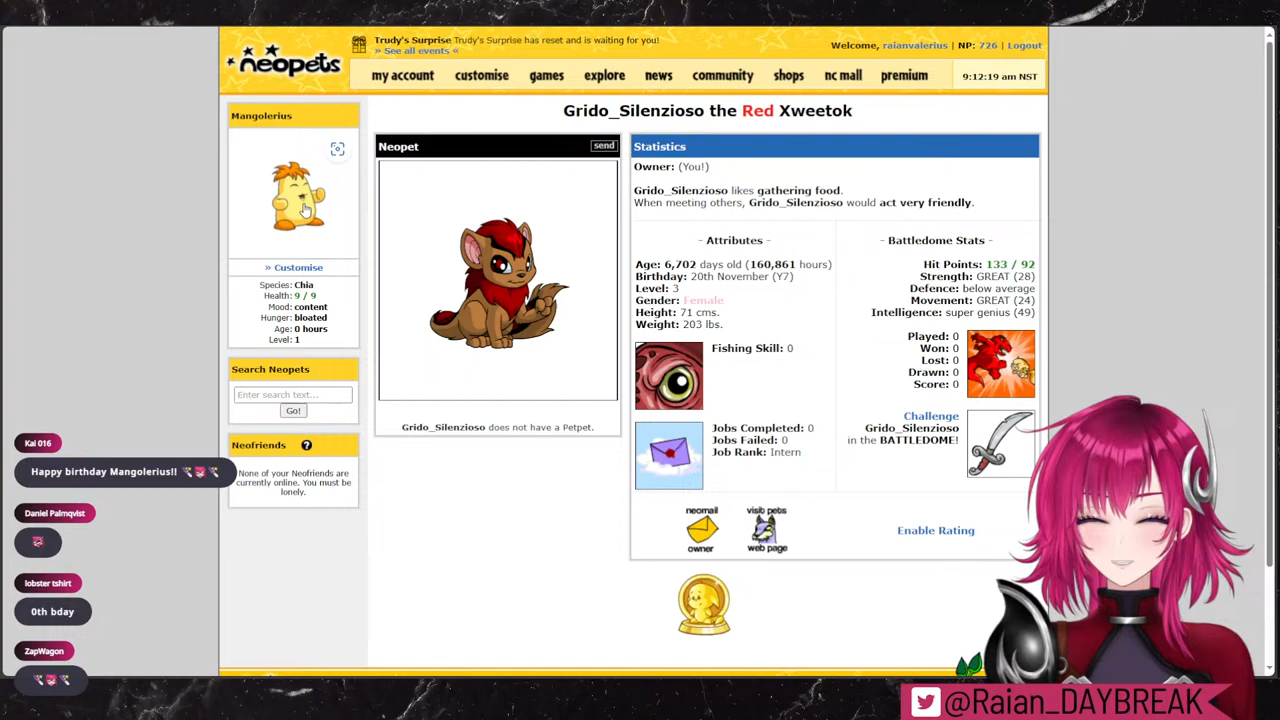 neopets
Trudy's Surprise Trudy's Surprise has reset and is waiting for you!
» See all events «
Welcome, raianvalerius | NP: 726 | Logout
my account customise games explore news community shops nc mall premium
9:12:19 am NST
Mangolerius
» Customise
Species: Chia
Health: 9 / 9
Mood: content
Hunger: bloated
Age: 0 hours
Level: 1
Search Neopets
Enter search text...
Go!
Neofriends ?
None of your Neofriends are
currently online. You must be
lonely.
Grido_Silenzioso the Red Xweetok
Neopet send
Grido_Silenzioso does not have a Petpet.
Statistics
Owner: (You!)
Grido_Silenzioso likes gathering food.
When meeting others, Grido_Silenzioso would act very friendly.
- Attributes -
Age: 6,702 days old (160,861 hours)
Birthday: 20th November (Y7)
Level: 3
Gender: Female
Height: 71 cms.
Weight: 203 lbs.
Fishing Skill: 0
Jobs Completed: 0
Jobs Failed: 0
Job Rank: Intern
- Battledome Stats -
Hit Points: 133 / 92
Strength: GREAT (28)
Defence: below average
Movement: GREAT (24)
Intelligence: super genius (49)
Played: 0
Won: 0
Lost: 0
Drawn: 0
Score: 0
Challenge
Grido_Silenzioso
in the BATTLEDOME!
neomail
owner
visit pets
web page
Enable Rating
Kal 016
Happy birthday Mangolerius!!
Daniel Palmqvist
lobster tshirt
0th bday
ZapWagon
@Raian_DAYBREAK